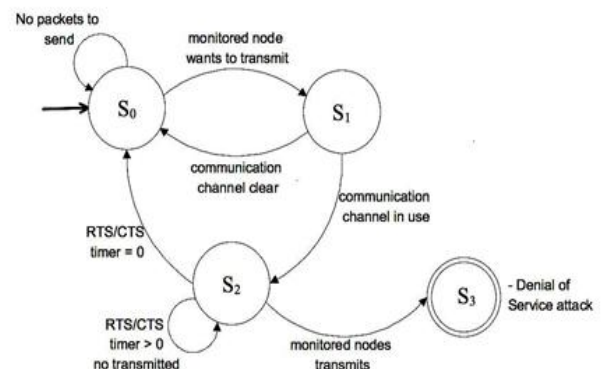 No packets to
send
monitored node
wants to transmit
S0
S1
communication
channel clear
communication
channel in use
RTS/CTS
timer = 0
S2
S3
- Denial of
Service attack
RTS/CTS
timer > 0
no transmitted
monitored nodes
transmits